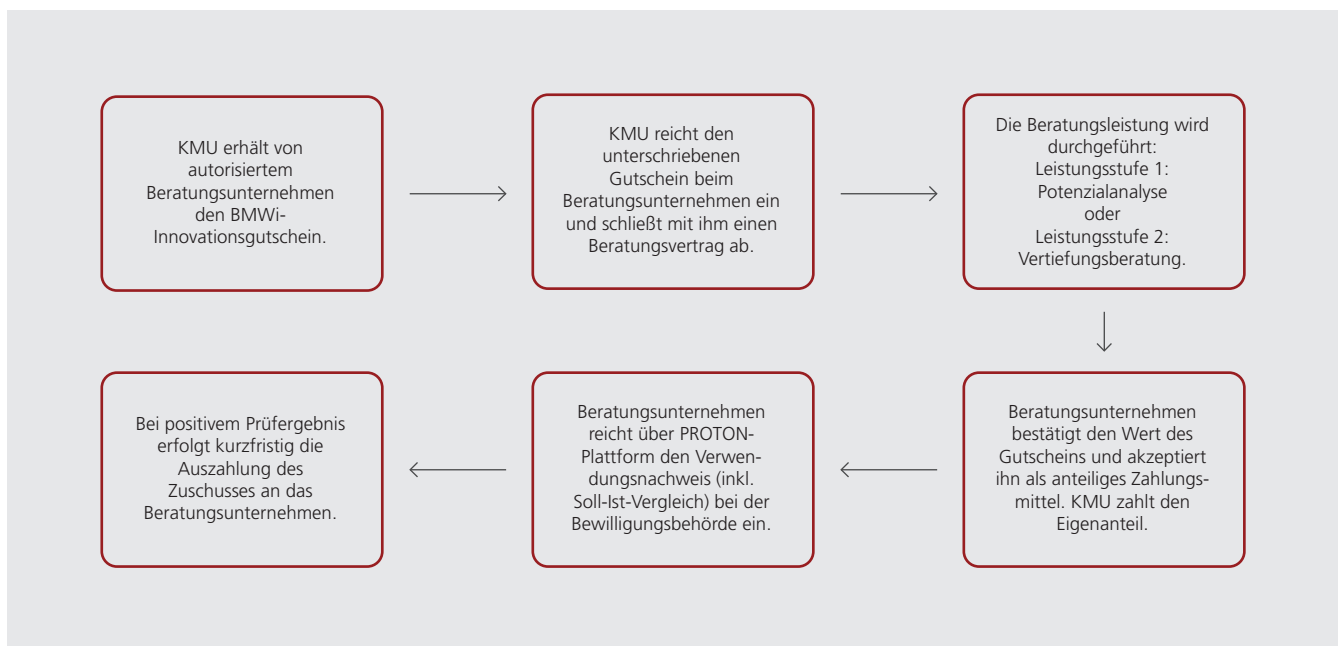 KMU erhält von
autorisiertem
Beratungsunternehmen
den BMWi-
Innovationsgutschein.
KMU reicht den
unterschriebenen
Gutschein beim
Beratungsunternehmen ein
und schließt mit ihm einen
Beratungsvertrag ab.
Die Beratungsleistung wird
durchgeführt:
Leistungsstufe 1:
Potenzialanalyse
oder
Leistungsstufe 2:
Vertiefungsberatung.
Beratungsunternehmen
bestätigt den Wert des
Gutscheins und akzeptiert
ihn als anteiliges Zahlungs-
mittel. KMU zahlt den
Eigenanteil.
Beratungsunternehmen
reicht über PROTON-
Plattform den Verwen-
dungsnachweis (inkl.
Soll-Ist-Vergleich) bei der
Bewilligungsbehörde ein.
Bei positivem Prüfergebnis
erfolgt kurzfristig die
Auszahlung des
Zuschusses an das
Beratungsunternehmen.